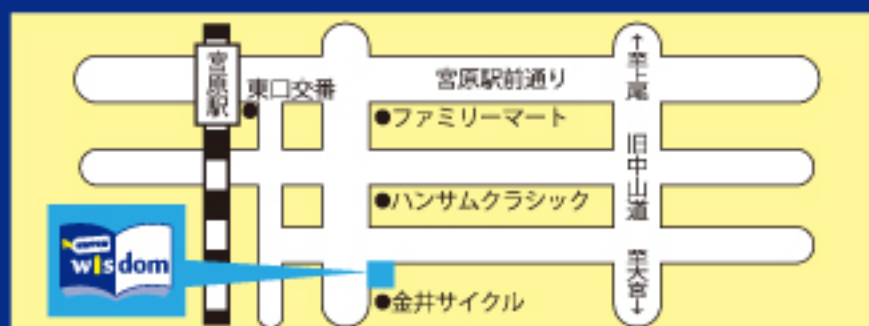 宮原駅
東口交番
宮原駅前通り
↑至上尾
ファミリーマート
旧中山道
ハンサムクラシック
wisdom
至大宮↓
金井サイクル